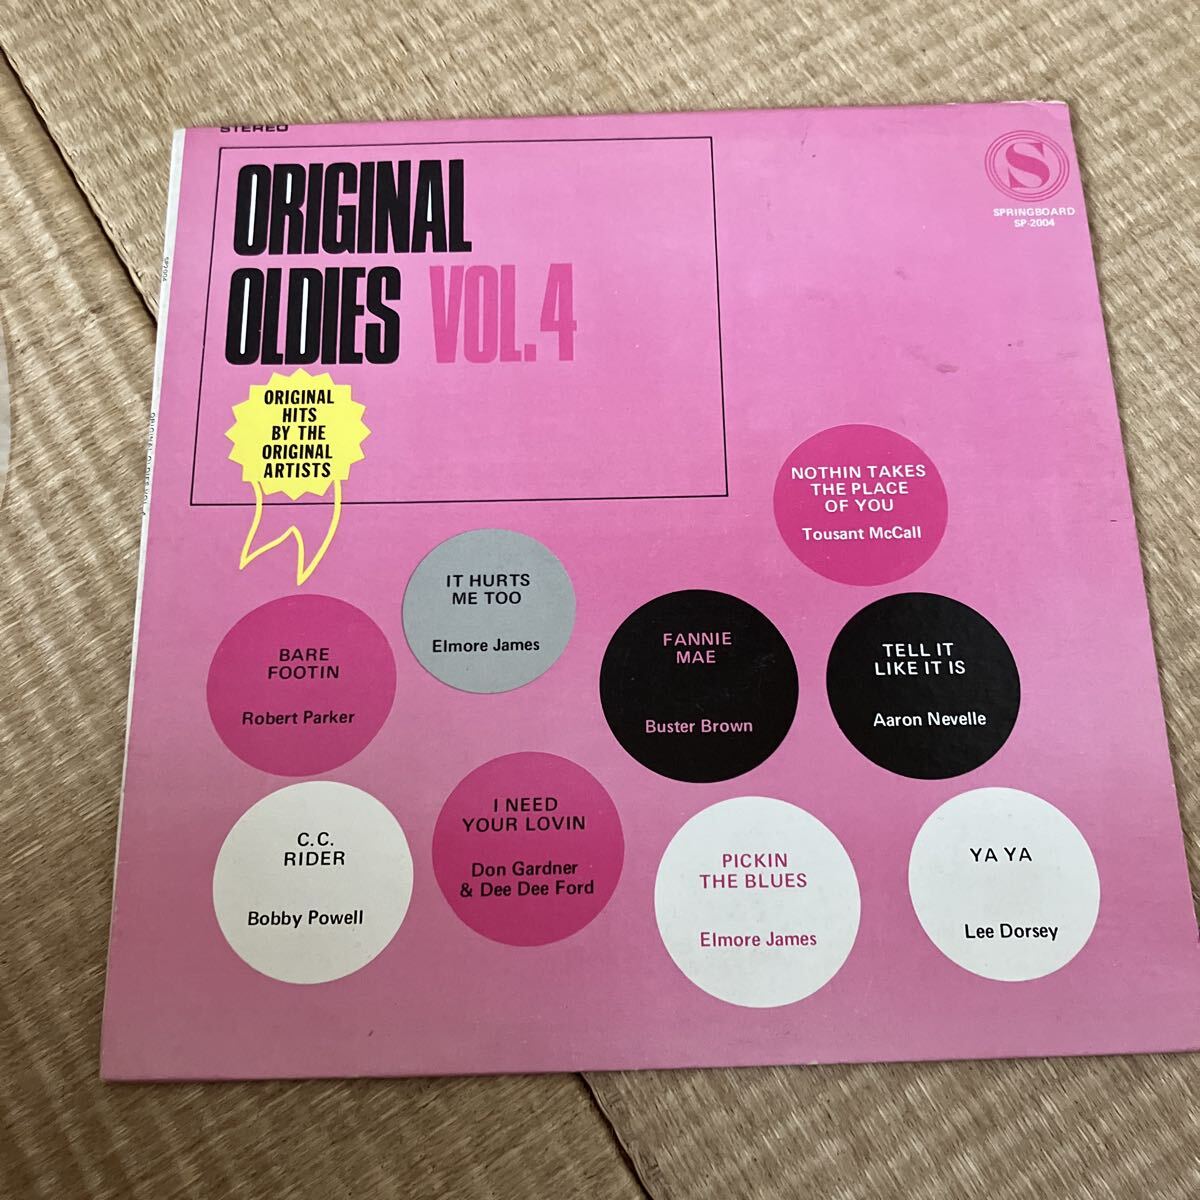 STEREO
ORIGINAL
OLDIES VOL.4
ORIGINAL
HITS
BY THE
ORIGINAL
ARTISTS
S
SPRINGBOARD
SP-2004
SP2004
NOTHIN TAKES
THE PLACE
OF YOU
Tousant McCall
IT HURTS
ME TOO
Elmore James
BARE
FOOTIN
Robert Parker
FANNIE
MAE
Buster Brown
TELL IT
LIKE IT IS
Aaron Nevelle
C.C.
RIDER
Bobby Powell
I NEED
YOUR LOVIN
Don Gardner
& Dee Dee Ford
PICKIN
THE BLUES
Elmore James
YA YA
Lee Dorsey